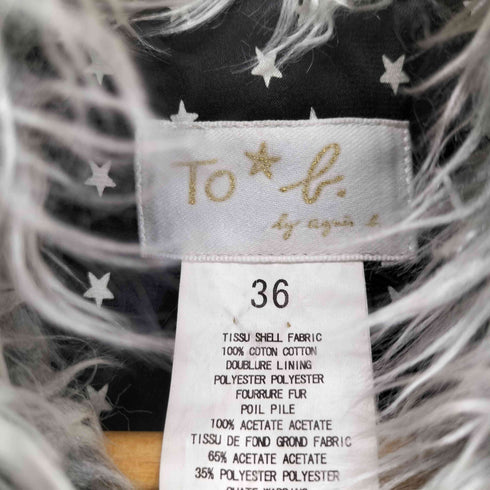 TO★b.
by agnès b.
36
TISSU SHELL FABRIC
100% COTON COTTON
DOUBLURE LINING
POLYESTER POLYESTER
FOURRURE FUR
POIL PILE
100% ACETATE ACETATE
TISSU DE FOND GROND FABRIC
65% ACETATE ACETATE
35% POLYESTER POLYESTER